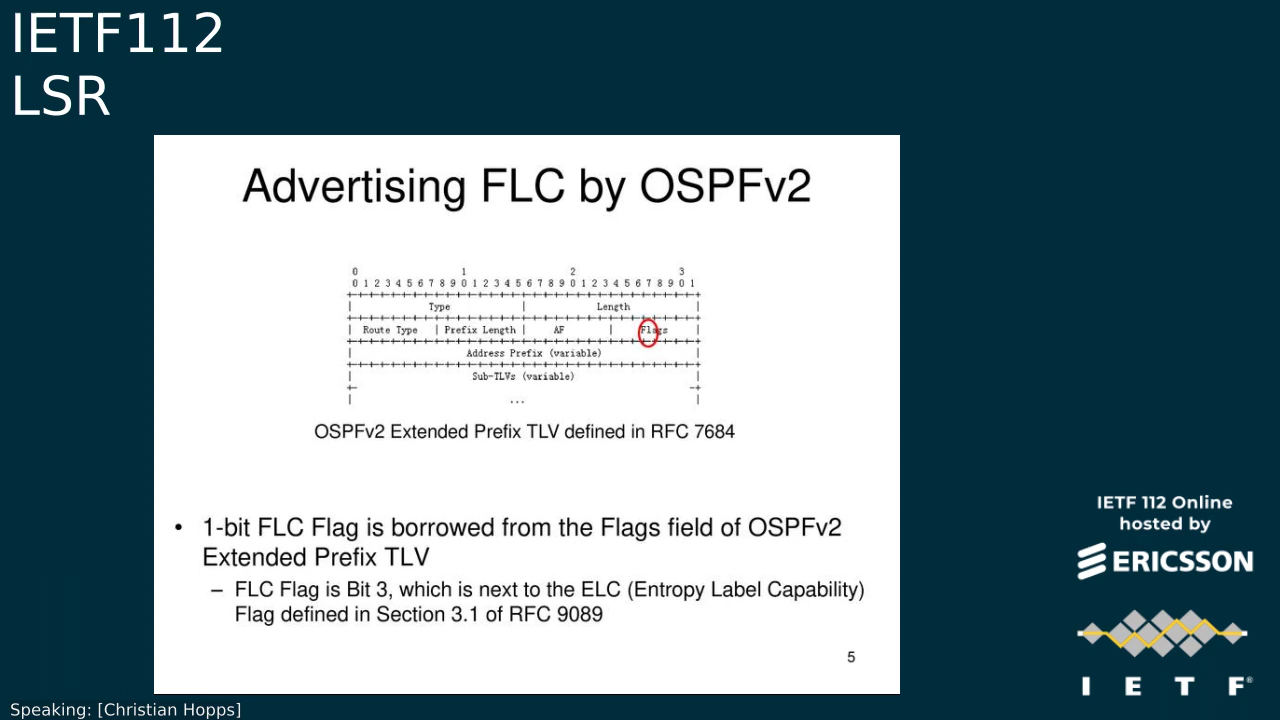 IETF112
LSR
Advertising FLC by OSPFv2
0 1 2 3
0 1 2 3 4 5 6 7 8 9 0 1 2 3 4 5 6 7 8 9 0 1 2 3 4 5 6 7 8 9 0 1
Type | Length
Route Type | Prefix Length | AF | Flags
Address Prefix (variable)
Sub-TLVs (variable)
...
OSPFv2 Extended Prefix TLV defined in RFC 7684
• 1-bit FLC Flag is borrowed from the Flags field of OSPFv2
Extended Prefix TLV
– FLC Flag is Bit 3, which is next to the ELC (Entropy Label Capability)
Flag defined in Section 3.1 of RFC 9089
5
IETF 112 Online
hosted by
ERICSSON
I E T F®
Speaking: [Christian Hopps]